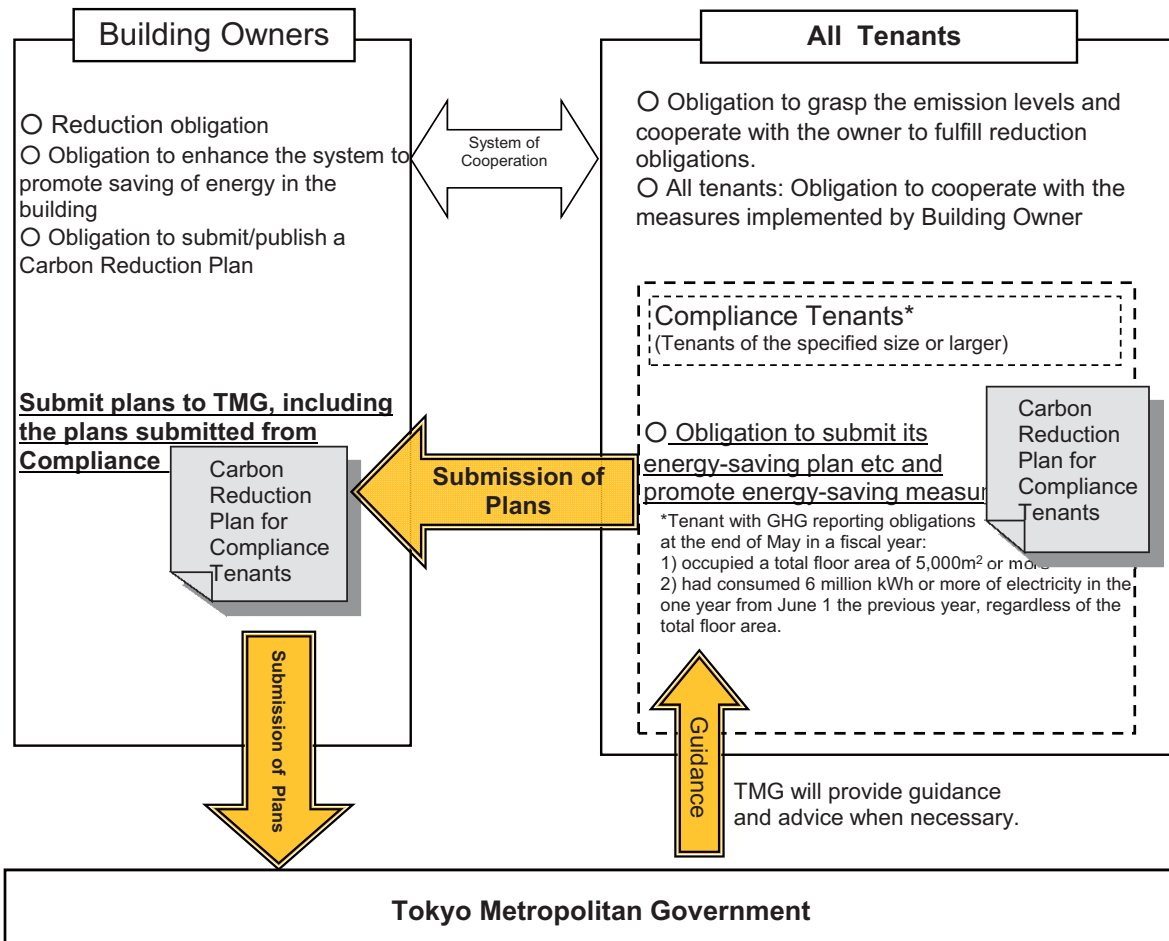 Building Owners
○ Reduction obligation
○ Obligation to enhance the system to
promote saving of energy in the
building
○ Obligation to submit/publish a
Carbon Reduction Plan
Submit plans to TMG, including
the plans submitted from
Compliance
Carbon
Reduction
Plan for
Compliance
Tenants
System of
Cooperation
All Tenants
○ Obligation to grasp the emission levels and
cooperate with the owner to fulfill reduction
obligations.
○ All tenants: Obligation to cooperate with the
measures implemented by Building Owner
Compliance Tenants*
(Tenants of the specified size or larger)
○ Obligation to submit its
energy-saving plan etc and
promote energy-saving measur
Carbon
Reduction
Plan for
Compliance
Tenants
*Tenant with GHG reporting obligations
at the end of May in a fiscal year:
1) occupied a total floor area of 5,000m² or more
2) had consumed 6 million kWh or more of electricity in the
one year from June 1 the previous year, regardless of the
total floor area.
Submission of
Plans
Submission of Plans
Guidance
TMG will provide guidance
and advice when necessary.
Tokyo Metropolitan Government